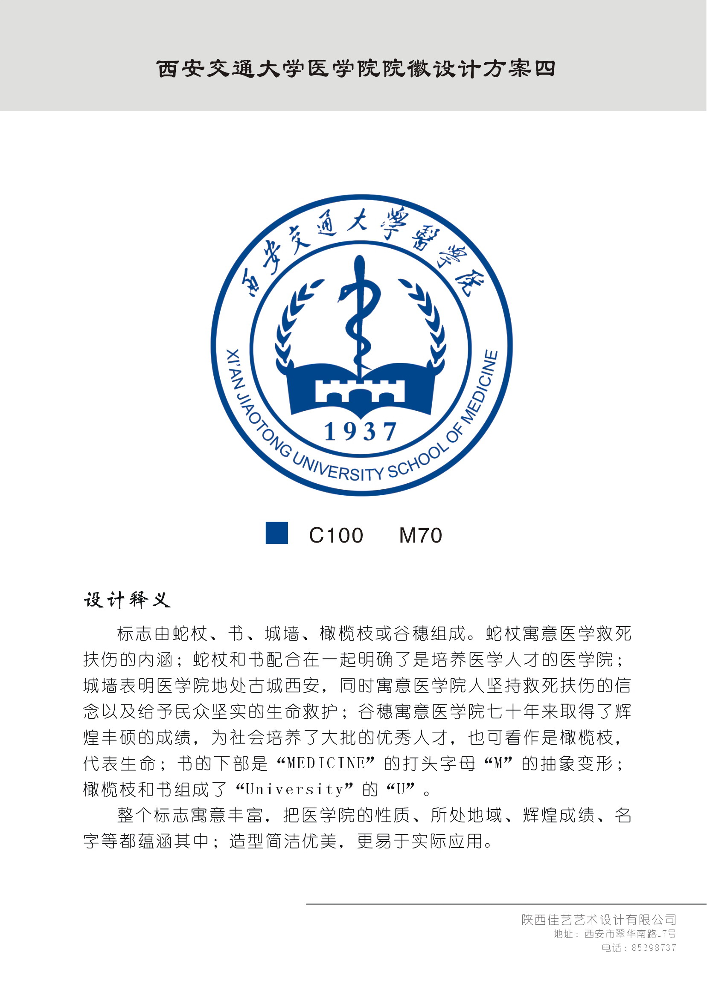 西安交通大学医学院院徽设计方案四
西安交通大學醫学院
1937
XI'AN JIAOTONG UNIVERSITY SCHOOL OF MEDICINE
C100 M70
设计释义
标志由蛇杖、书、城墙、橄榄枝或谷穗组成。蛇杖寓意医学救死
扶伤的内涵；蛇杖和书配合在一起明确了是培养医学人才的医学院；
城墙表明医学院地处古城西安，同时寓意医学院人坚持救死扶伤的信
念以及给予民众坚实的生命救护；谷穗寓意医学院七十年来取得了辉
煌丰硕的成绩，为社会培养了大批的优秀人才，也可看作是橄榄枝，
代表生命；书的下部是“MEDICINE”的打头字母“M”的抽象变形；
橄榄枝和书组成了“University”的“U”。
整个标志寓意丰富，把医学院的性质、所处地域、辉煌成绩、名
字等都蕴涵其中；造型简洁优美，更易于实际应用。
陕西佳艺艺术设计有限公司
地址：西安市翠华南路17号
电话：85398737